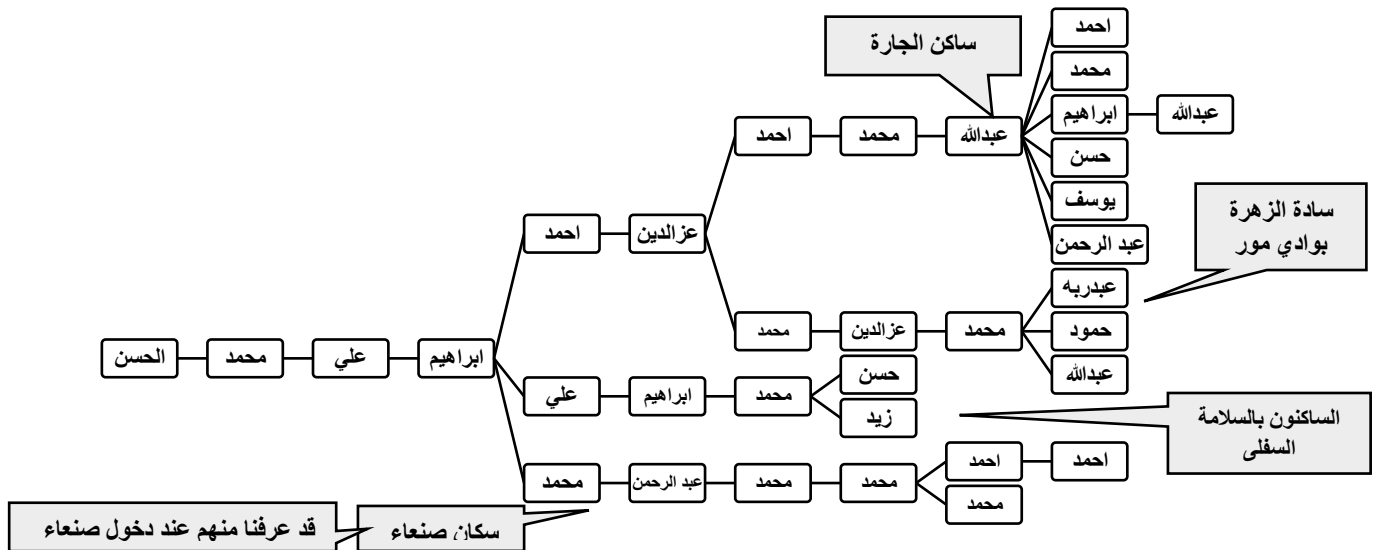 احمد
ساكن الجارة
محمد
ابراهيم
عبدالله
احمد
محمد
عبدالله
حسن
يوسف
سادة الزهرة
بوادي مور
احمد
عزالدين
عبد الرحمن
عبدربه
محمد
عزالدين
محمد
حمود
الحسن
محمد
علي
ابراهيم
عبدالله
حسن
علي
ابراهيم
محمد
زيد
الساكنون بالسلامة
السفلى
احمد
احمد
محمد
عبد الرحمن
محمد
محمد
محمد
سكان صنعاء
قد عرفنا منهم عند دخول صنعاء